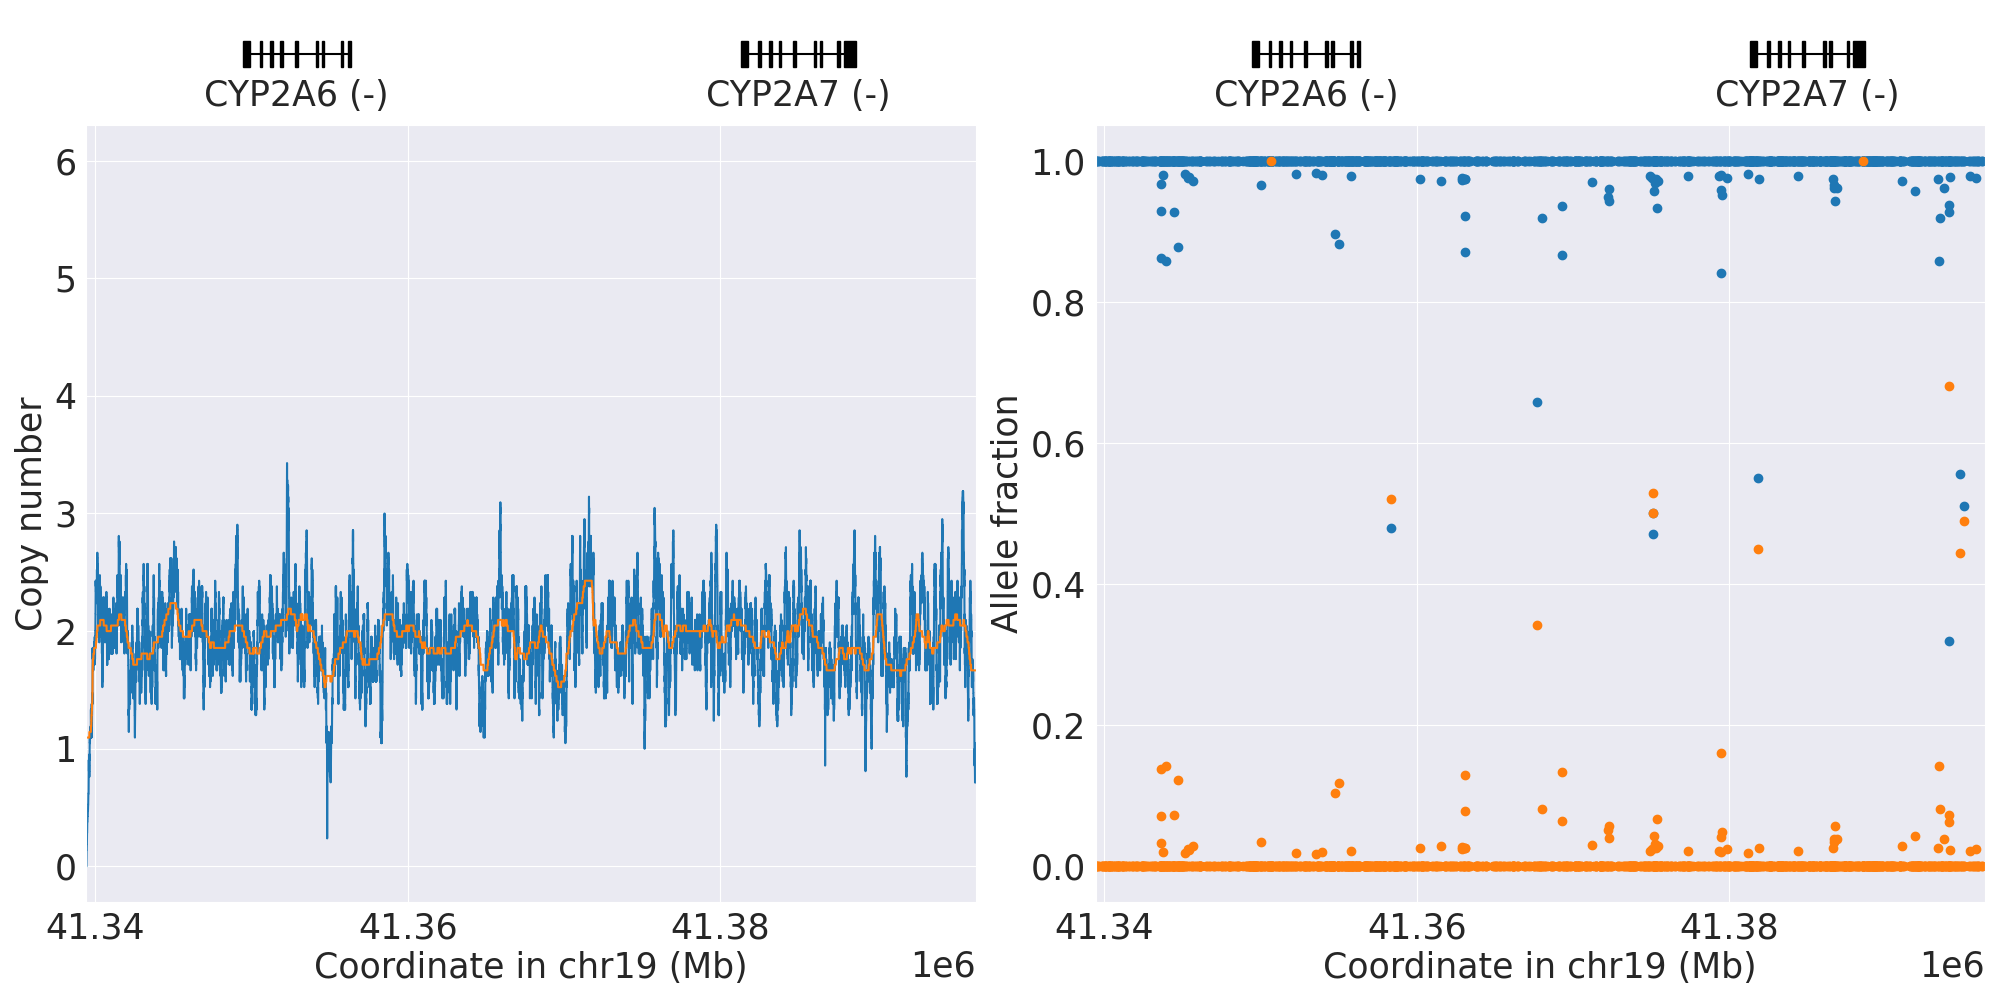 CYP2A6 (-) CYP2A7 (-)
6
5
4
3
2
1
0
Copy number
41.34 41.36 41.38
Coordinate in chr19 (Mb) 1e6
CYP2A6 (-) CYP2A7 (-)
1.0
0.8
0.6
0.4
0.2
0.0
Allele fraction
41.34 41.36 41.38
Coordinate in chr19 (Mb) 1e6